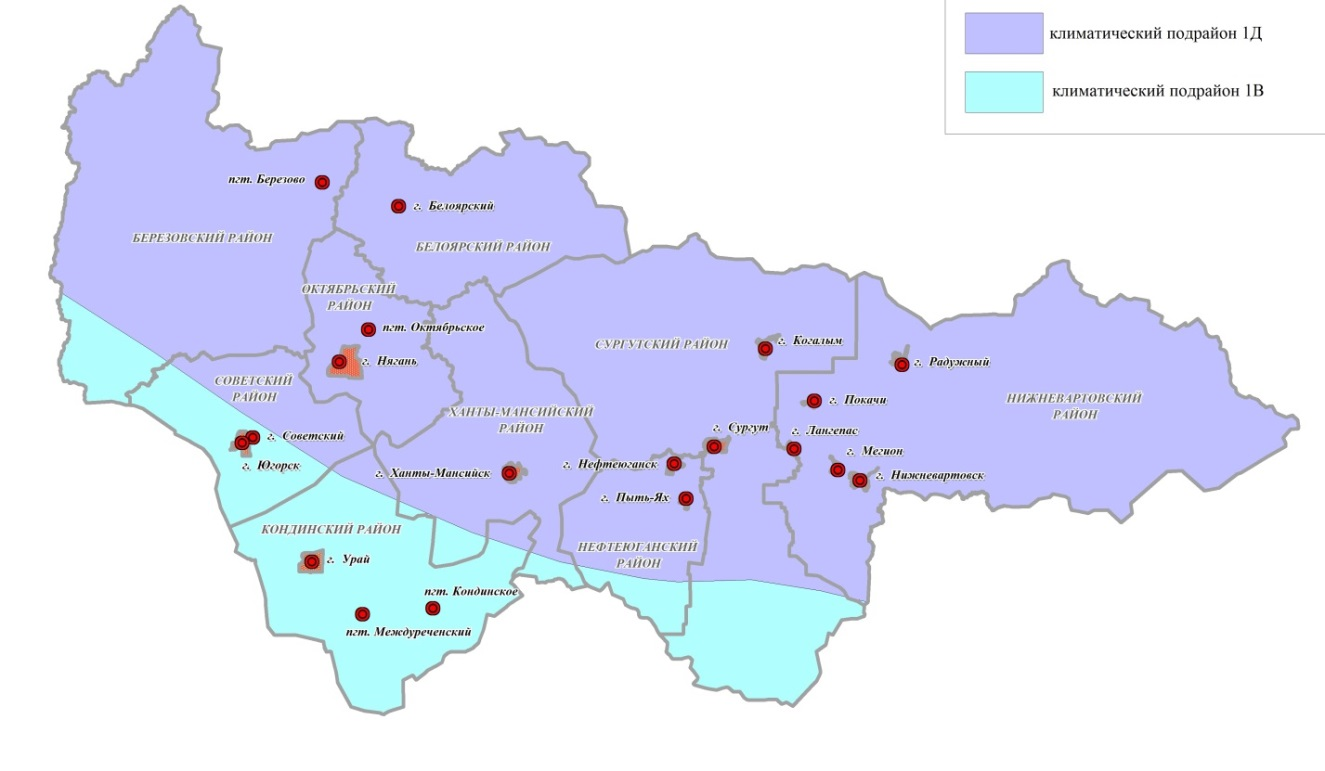 климатический подрайон 1Д
климатический подрайон 1В
пгт. Березово
г. Белоярский
БЕРЕЗОВСКИЙ РАЙОН
БЕЛОЯРСКИЙ РАЙОН
ОКТЯБРЬСКИЙ
РАЙОН
пгт. Октябрьское
г. Нягань
СУРГУТСКИЙ РАЙОН
г. Когалым
г. Радужный
СОВЕТСКИЙ
РАЙОН
г. Покачи
НИЖНЕВАРТОВСКИЙ
РАЙОН
ХАНТЫ-МАНСИЙСКИЙ
РАЙОН
г. Советский
г. Югорск
г. Сургут
г. Лангепас
г. Мегион
г. Нижневартовск
г. Ханты-Мансийск
г. Нефтеюганск
г. Пыть-Ях
КОНДИНСКИЙ РАЙОН
НЕФТЕЮГАНСКИЙ
РАЙОН
г. Урай
пгт. Кондинское
пгт. Междуреченский